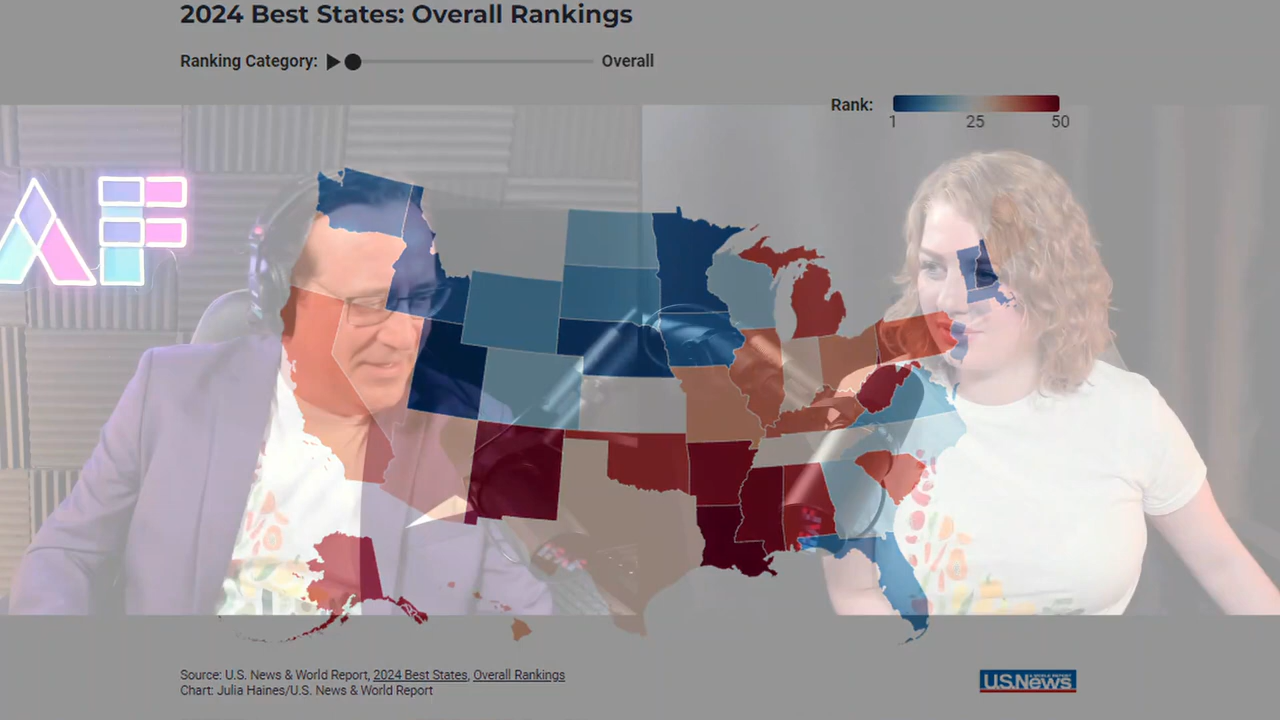 2024 Best States: Overall Rankings
Ranking Category:
Overall
Rank:
1 25 50
Source: U.S. News & World Report, 2024 Best States, Overall Rankings
Chart: Julia Haines/U.S. News & World Report
U.S.News